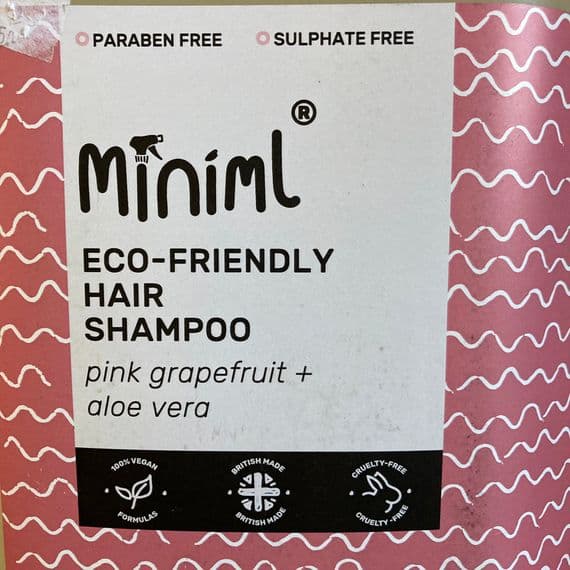 PARABEN FREE SULPHATE FREE
Miniml®
ECO-FRIENDLY
HAIR
SHAMPOO
pink grapefruit +
aloe vera
100% VEGAN
FORMULAS
BRITISH MADE
BRITISH MADE
CRUELTY-FREE
CRUELTY-FREE